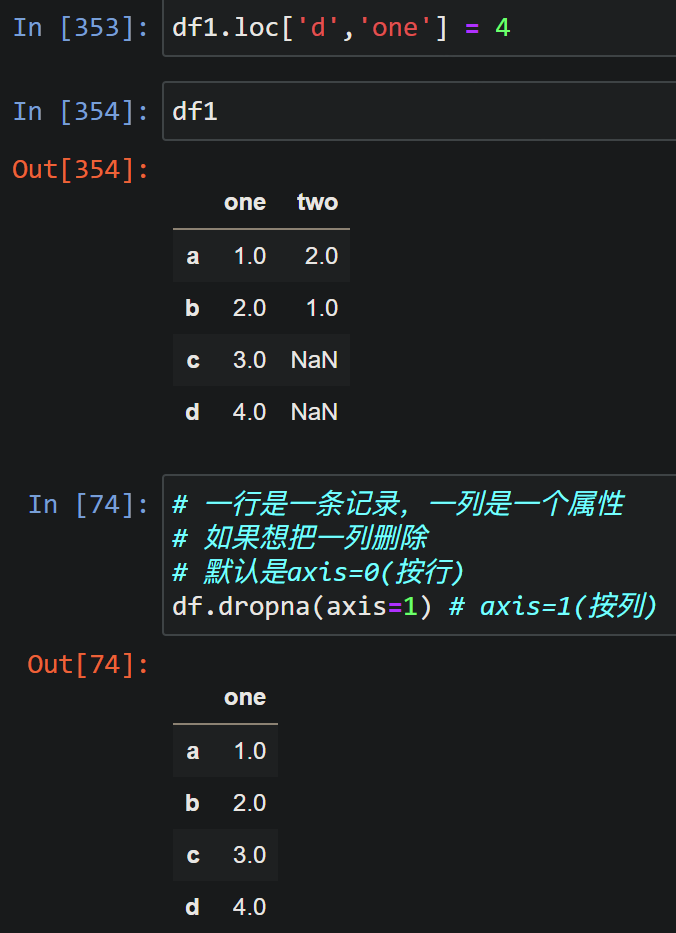 In [353]: df1.loc['d','one'] = 4
In [354]: df1
Out[354]:
one two
a 1.0 2.0
b 2.0 1.0
c 3.0 NaN
d 4.0 NaN
In [74]: # 一行是一条记录, 一列是一个属性
# 如果想把一列删除
# 默认是axis=0(按行)
df.dropna(axis=1) # axis=1(按列)
Out[74]:
one
a 1.0
b 2.0
c 3.0
d 4.0